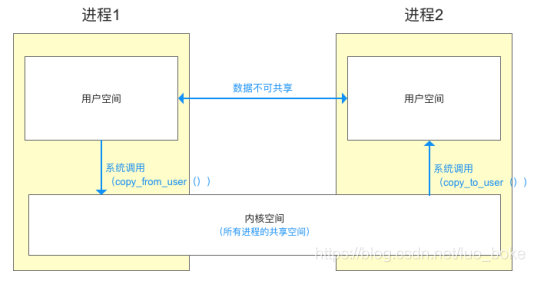 进程1
进程2
用户空间
数据不可共享
用户空间
系统调用
（copy_from_user（））
系统调用
（copy_to_user（））
内核空间
（所有进程的共享空间）
https://blog.csdn.net/luo_boke